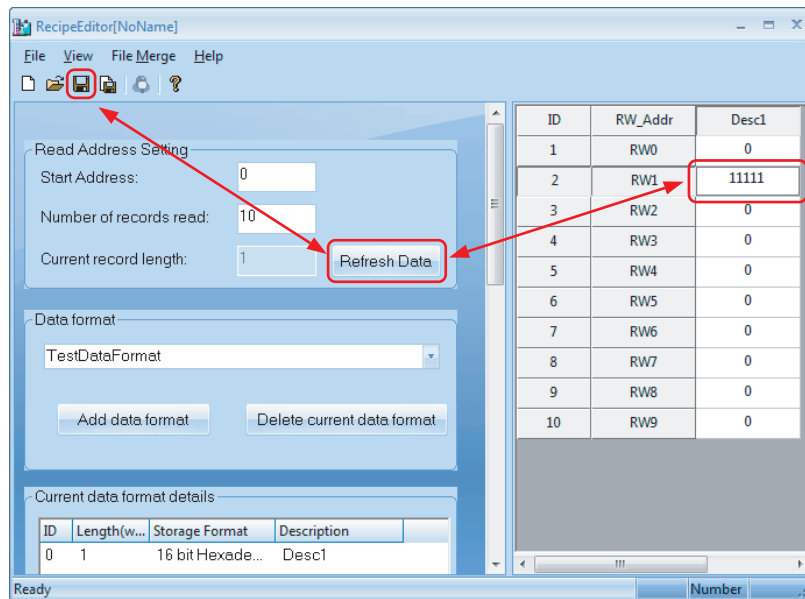 RecipeEditor[NoName]
File View File Merge Help
Read Address Setting
Start Address: 0
Number of records read: 10
Current record length: 1 Refresh Data
Data format
TestDataFormat
Add data format Delete current data format
Current data format details
ID Length(w... Storage Format Description
0 1 16 bit Hexade... Desc1
ID RW_Addr Desc1
1 RW0 0
2 RW1 11111
3 RW2 0
4 RW3 0
5 RW4 0
6 RW5 0
7 RW6 0
8 RW7 0
9 RW8 0
10 RW9 0
Ready Number